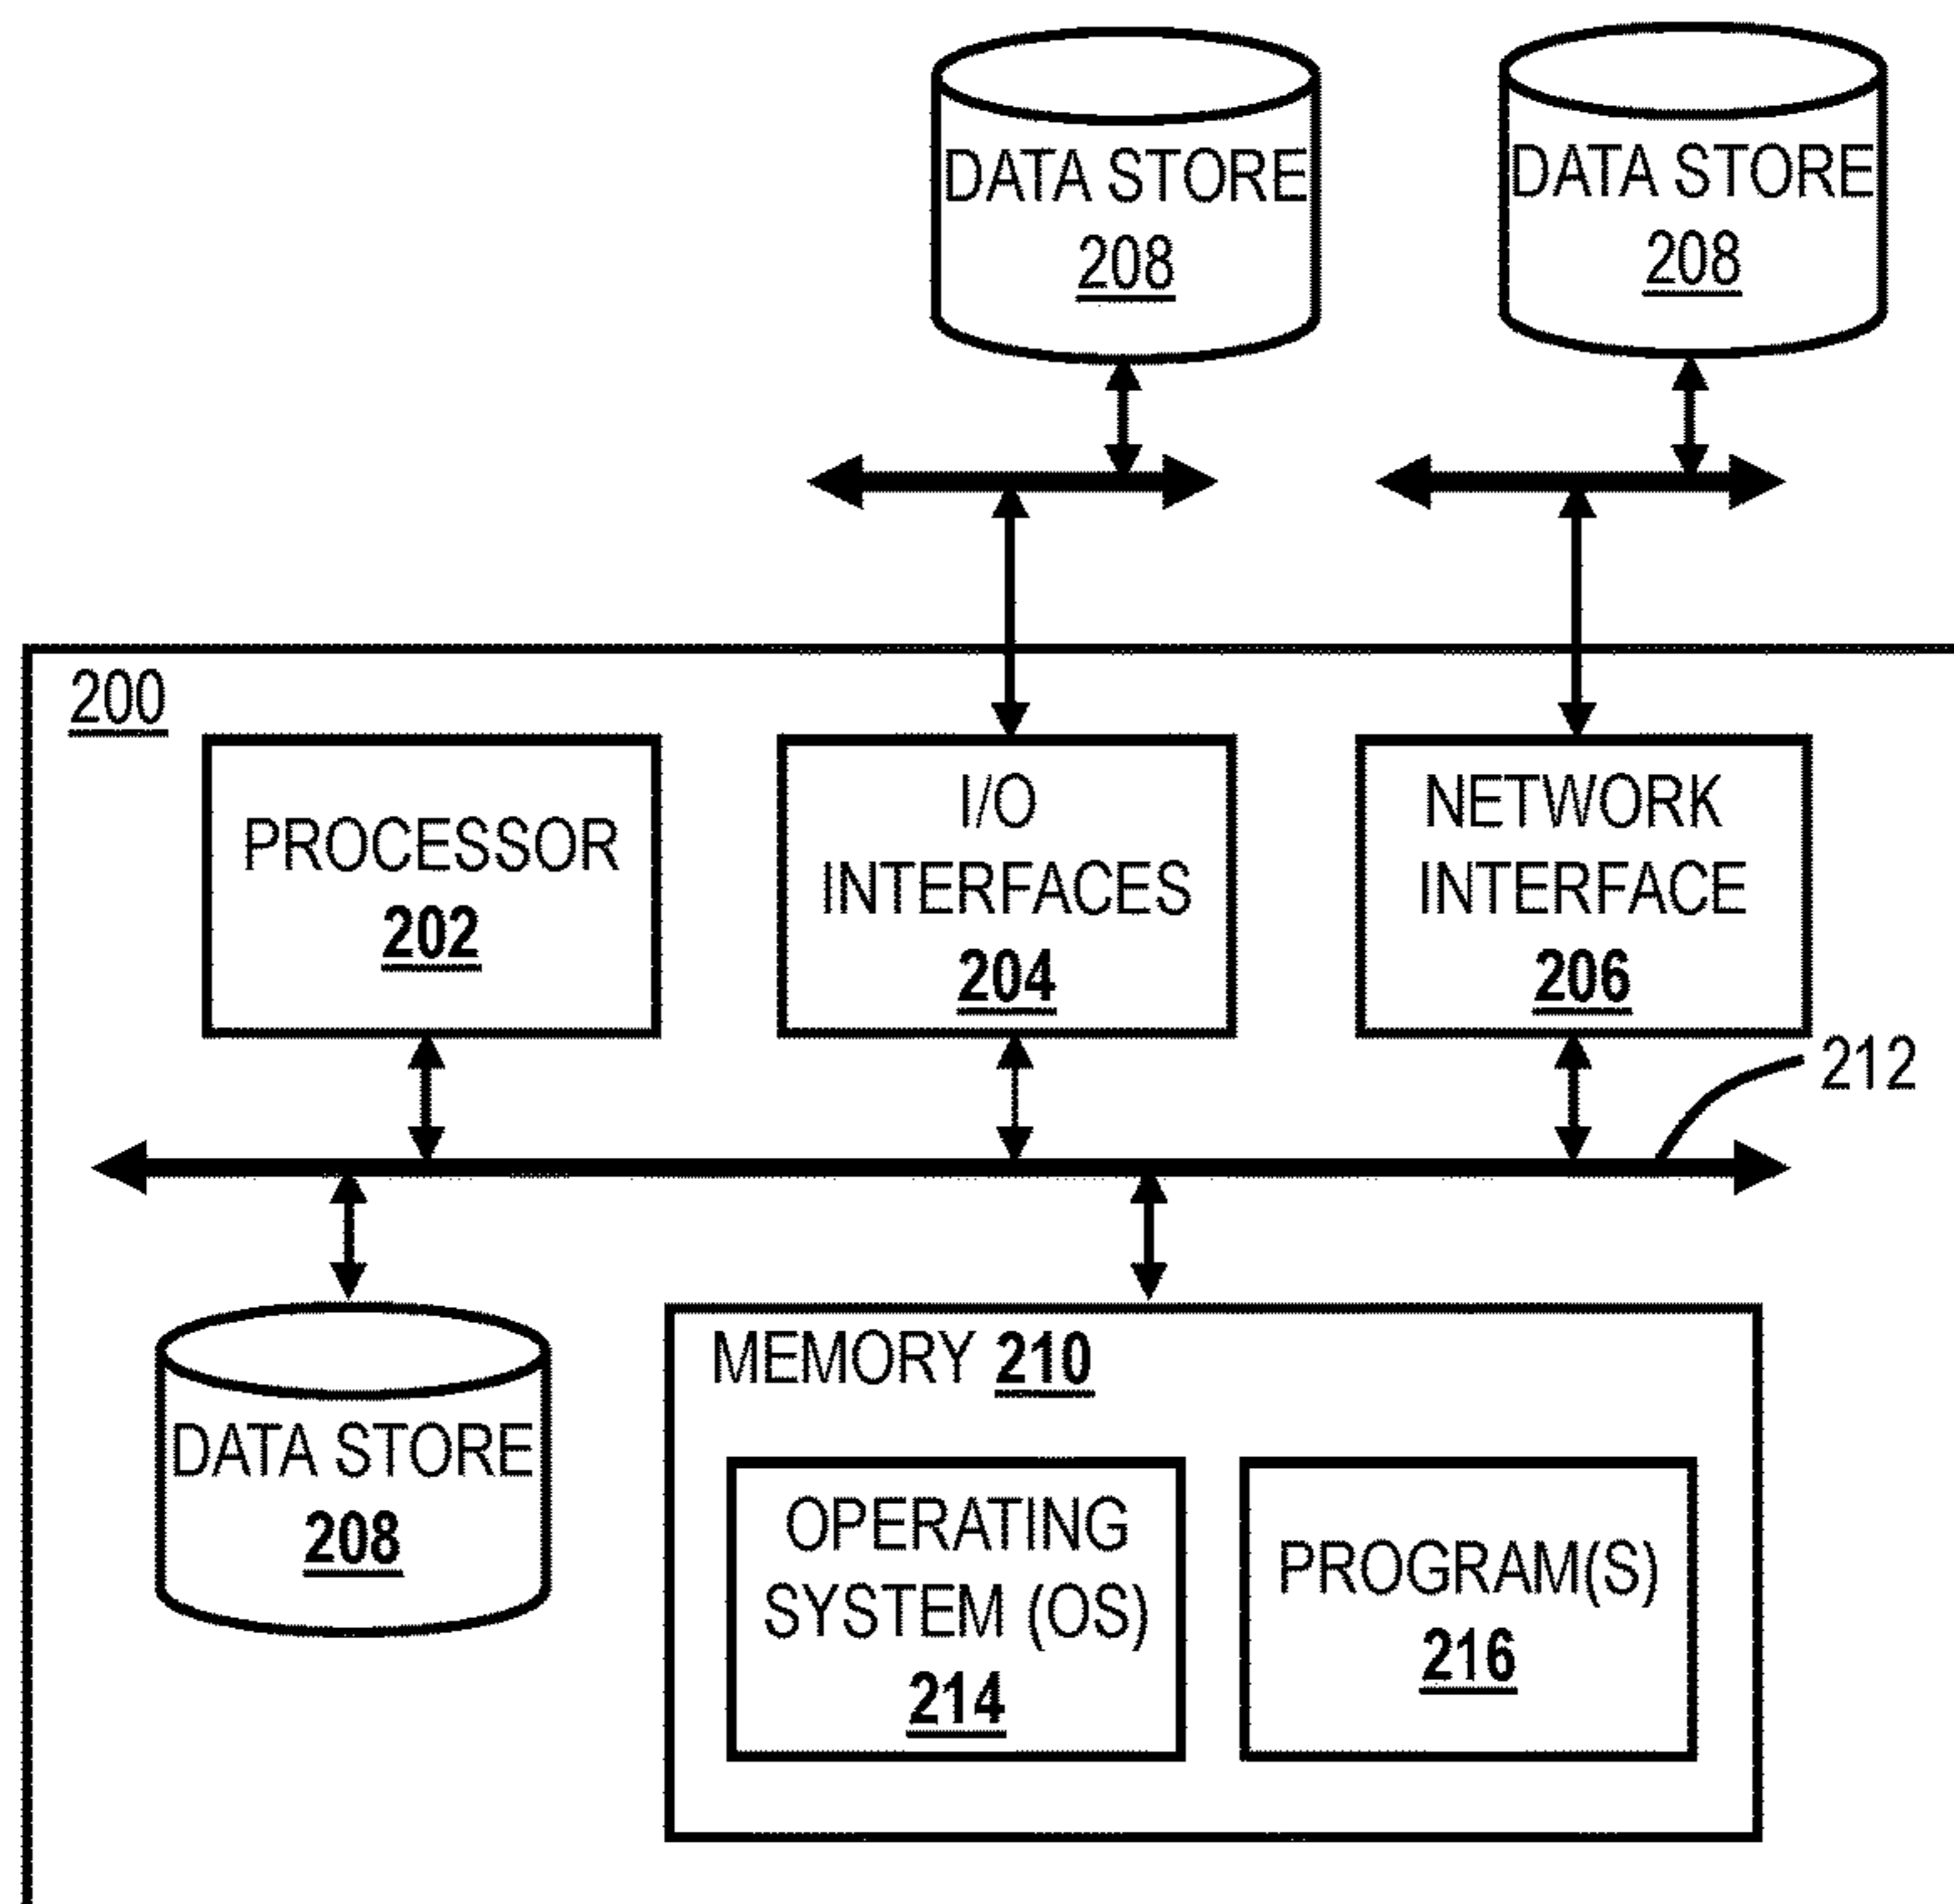 DATA STORE
208
DATA STORE
208
200
PROCESSOR
202
I/O
INTERFACES
204
NETWORK
INTERFACE
206
212
DATA STORE
208
MEMORY 210
OPERATING
SYSTEM (OS)
214
PROGRAM(S)
216